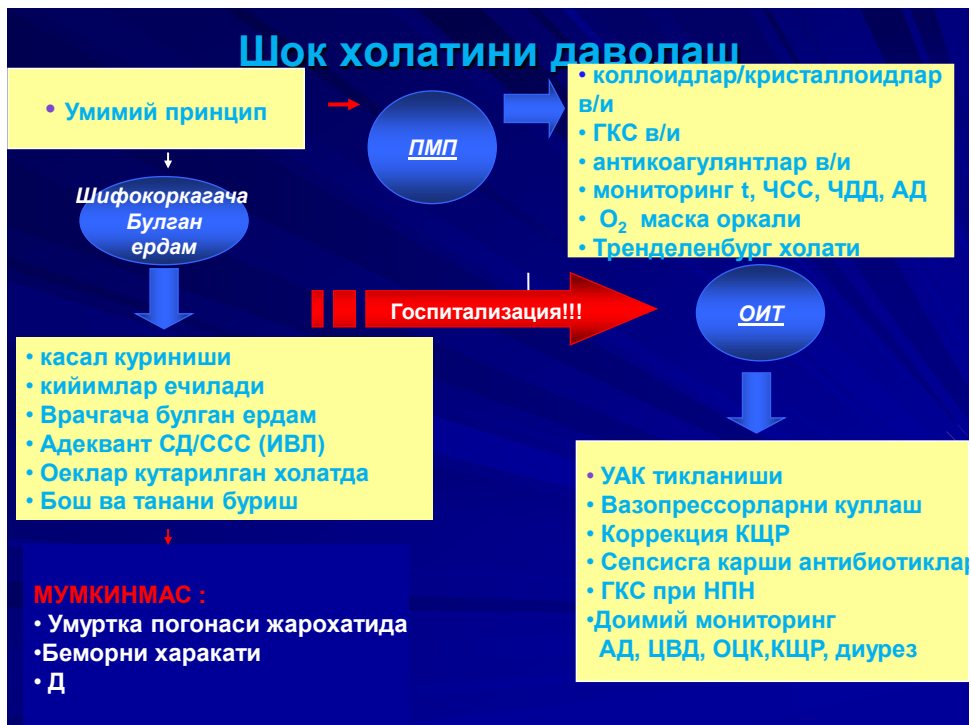 Шок холатини даволаш
• Умимий принцип
ПМП
• коллоидлар/кристаллоидлар
в/и
• ГКС в/и
• антикоагулянтлар в/и
• мониторинг t, ЧСС, ЧДД, АД
• O₂ маска оркали
• Тренделенбург холати
Шифокоркагача
Булган
ердам
Госпитализация!!!
ОИТ
• касал куриниши
• кийимлар ечилади
• Врачгача булган ердам
• Адеквант СД/ССС (ИВЛ)
• Оеклар кутарилган холатда
• Бош ва танани буриш
• УАК тикланиши
• Вазопрессорларни куллаш
• Коррекция КЩР
• Сепсисга карши антибиотиклар
• ГКС при НПН
•Доимий мониторинг
АД, ЦВД, ОЦК,КЩР, диурез
МУМКИНМАС :
• Умуртка погонаси жарохатида
•Беморни харакати
• Д